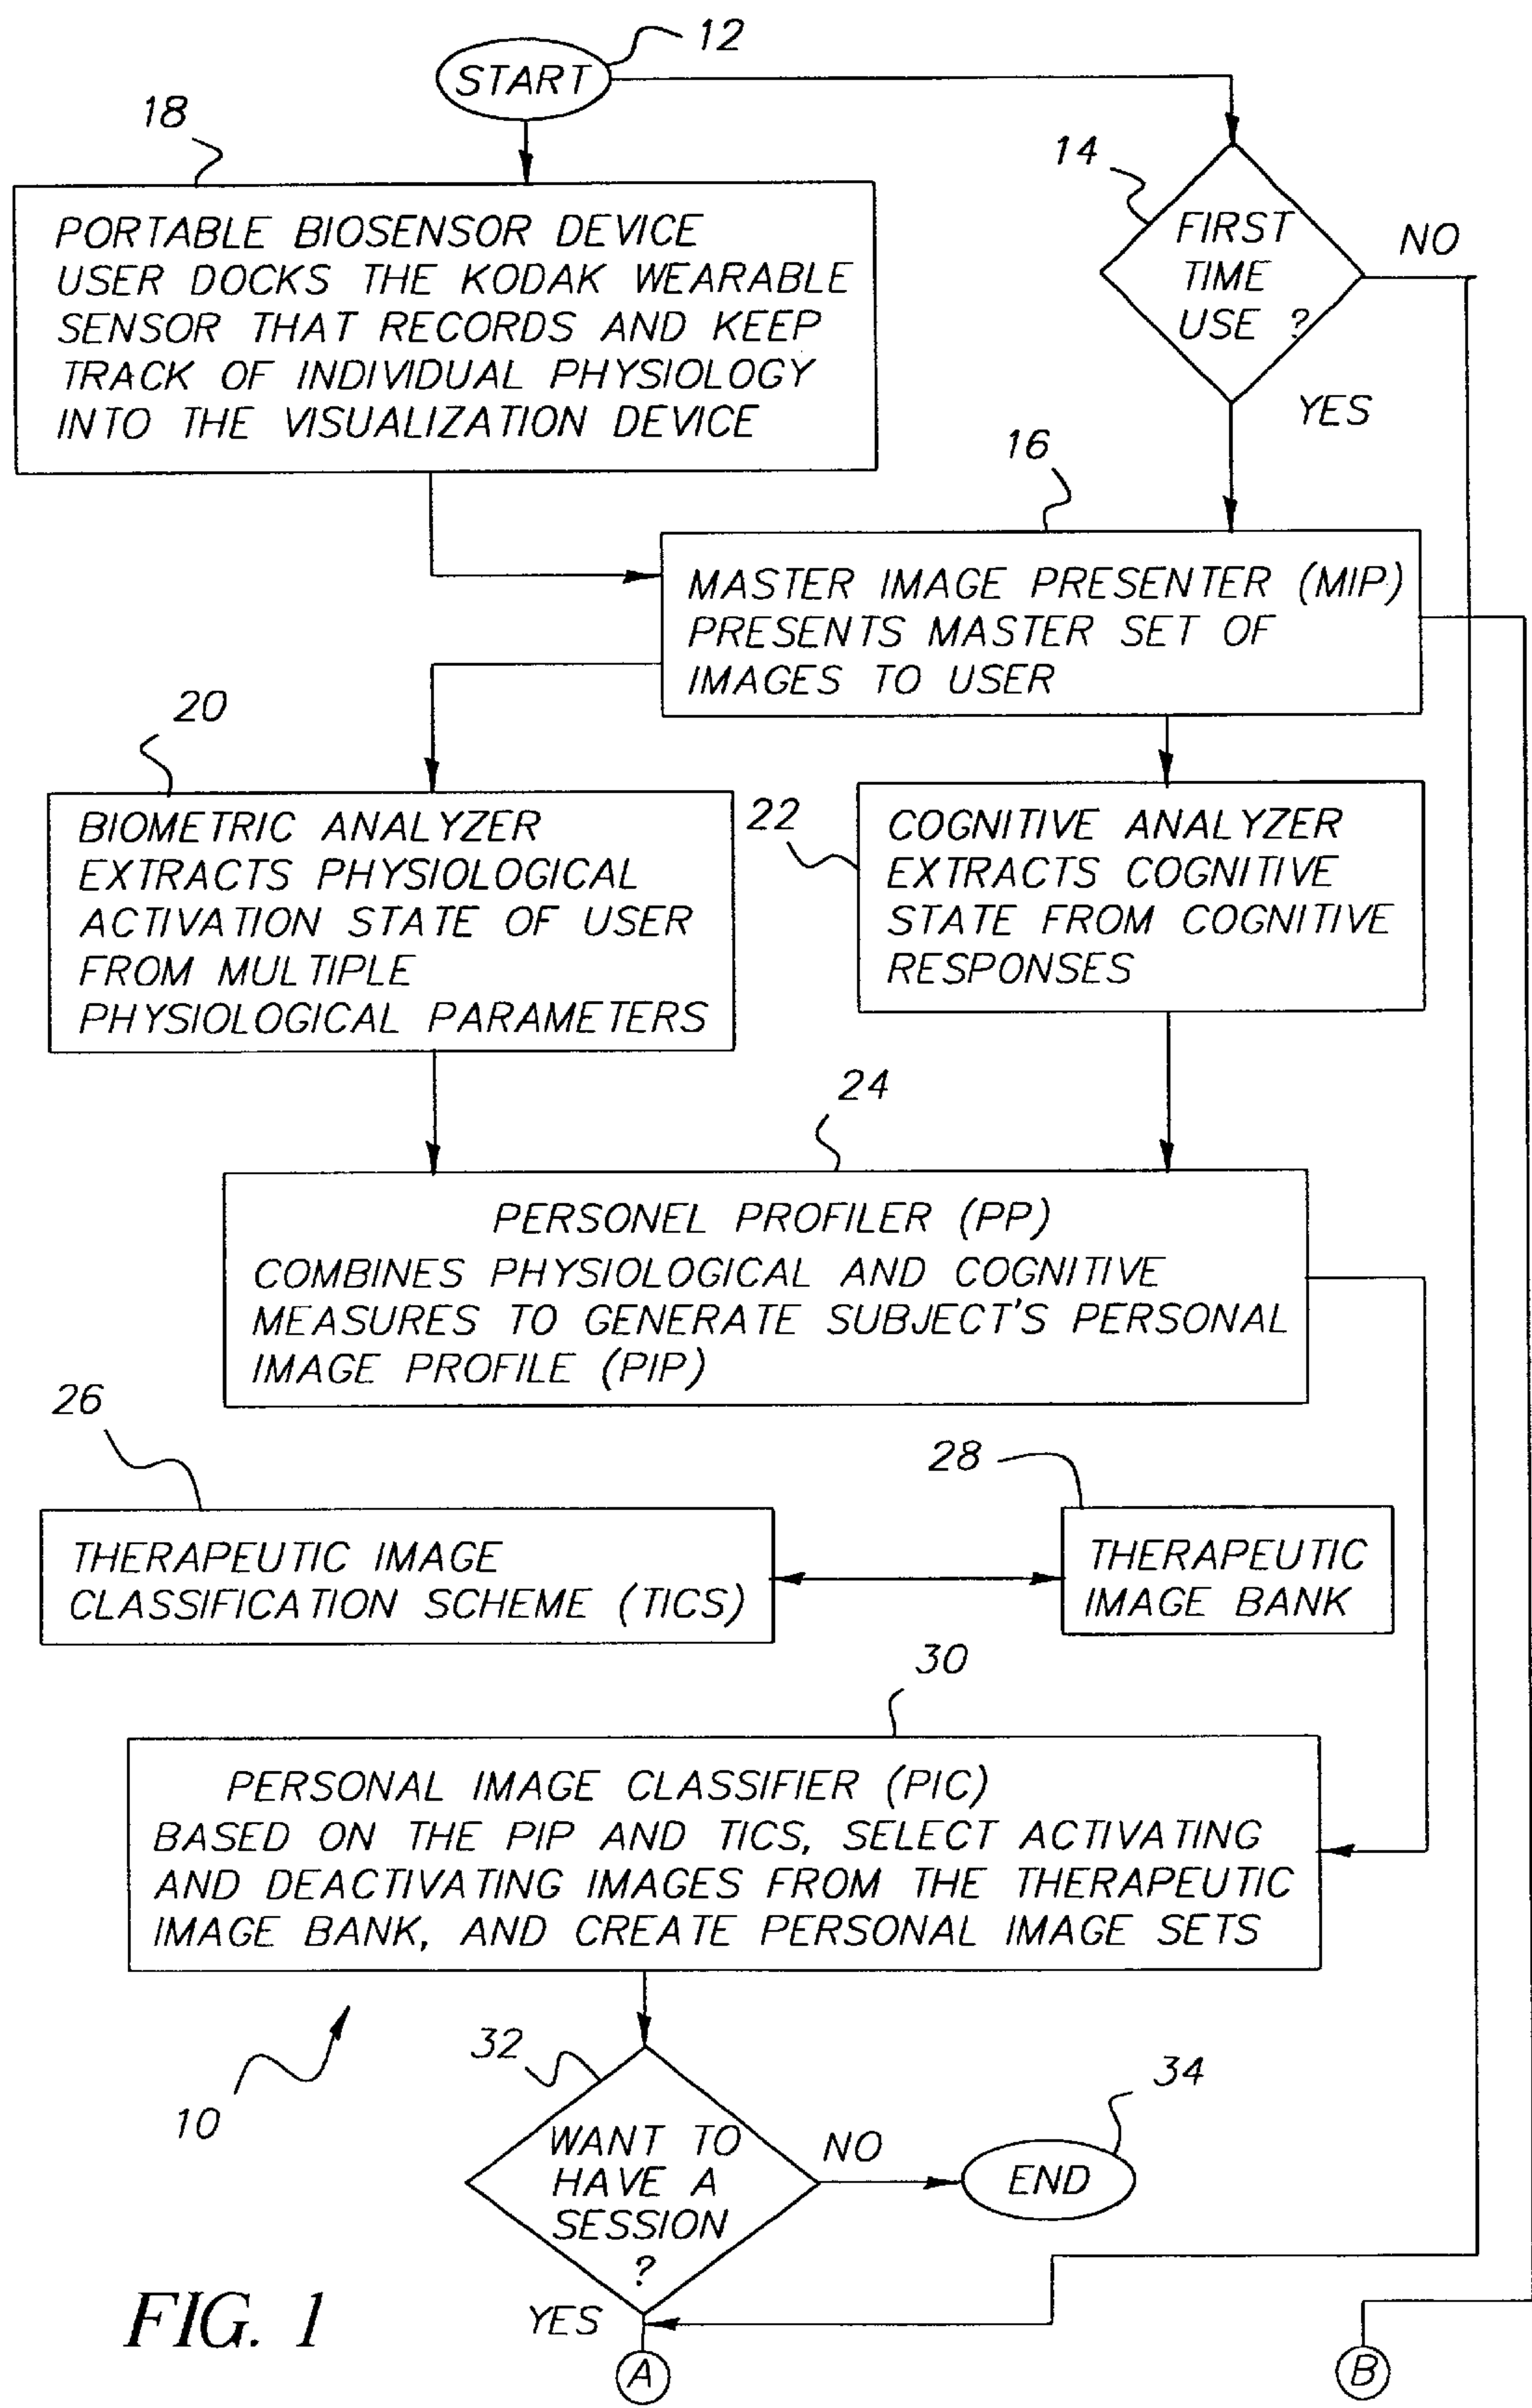 12
START
18
PORTABLE BIOSENSOR DEVICE
USER DOCKS THE KODAK WEARABLE
SENSOR THAT RECORDS AND KEEP
TRACK OF INDIVIDUAL PHYSIOLOGY
INTO THE VISUALIZATION DEVICE
14
FIRST
TIME
USE ?
NO
YES
16
MASTER IMAGE PRESENTER (MIP)
PRESENTS MASTER SET OF
IMAGES TO USER
20
BIOMETRIC ANALYZER
EXTRACTS PHYSIOLOGICAL
ACTIVATION STATE OF USER
FROM MULTIPLE
PHYSIOLOGICAL PARAMETERS
22
COGNITIVE ANALYZER
EXTRACTS COGNITIVE
STATE FROM COGNITIVE
RESPONSES
24
PERSONEL PROFILER (PP)
COMBINES PHYSIOLOGICAL AND COGNITIVE
MEASURES TO GENERATE SUBJECT'S PERSONAL
IMAGE PROFILE (PIP)
26
THERAPEUTIC IMAGE
CLASSIFICATION SCHEME (TICS)
28
THERAPEUTIC
IMAGE BANK
30
PERSONAL IMAGE CLASSIFIER (PIC)
BASED ON THE PIP AND TICS, SELECT ACTIVATING
AND DEACTIVATING IMAGES FROM THE THERAPEUTIC
IMAGE BANK, AND CREATE PERSONAL IMAGE SETS
10
32
WANT TO
HAVE A
SESSION
?
NO
34
END
YES
FIG. 1
A
B